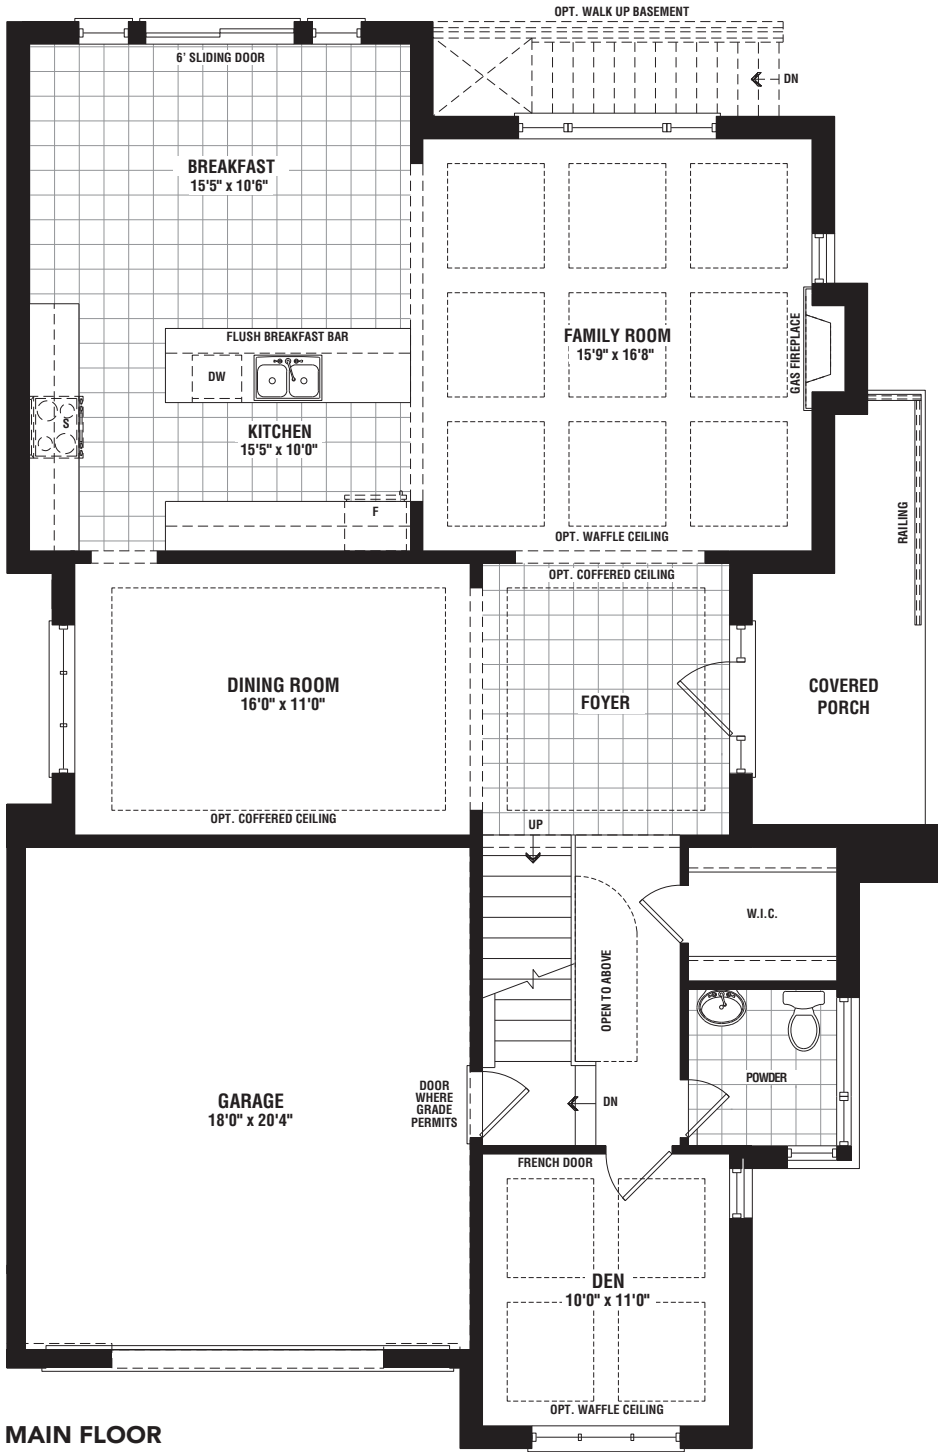 OPT. WALK UP BASEMENT
6' SLIDING DOOR
DN
BREAKFAST
15'5" x 10'6"
FLUSH BREAKFAST BAR
DW
FAMILY ROOM
15'9" x 16'8"
GAS FIREPLACE
S
KITCHEN
15'5" x 10'0"
F
OPT. WAFFLE CEILING
RAILING
OPT. COFFERED CEILING
DINING ROOM
16'0" x 11'0"
FOYER
COVERED
PORCH
OPT. COFFERED CEILING
UP
W.I.C.
OPEN TO ABOVE
POWDER
GARAGE
18'0" x 20'4"
DOOR
WHERE
GRADE
PERMITS
DN
FRENCH DOOR
DEN
10'0" x 11'0"
OPT. WAFFLE CEILING
MAIN FLOOR